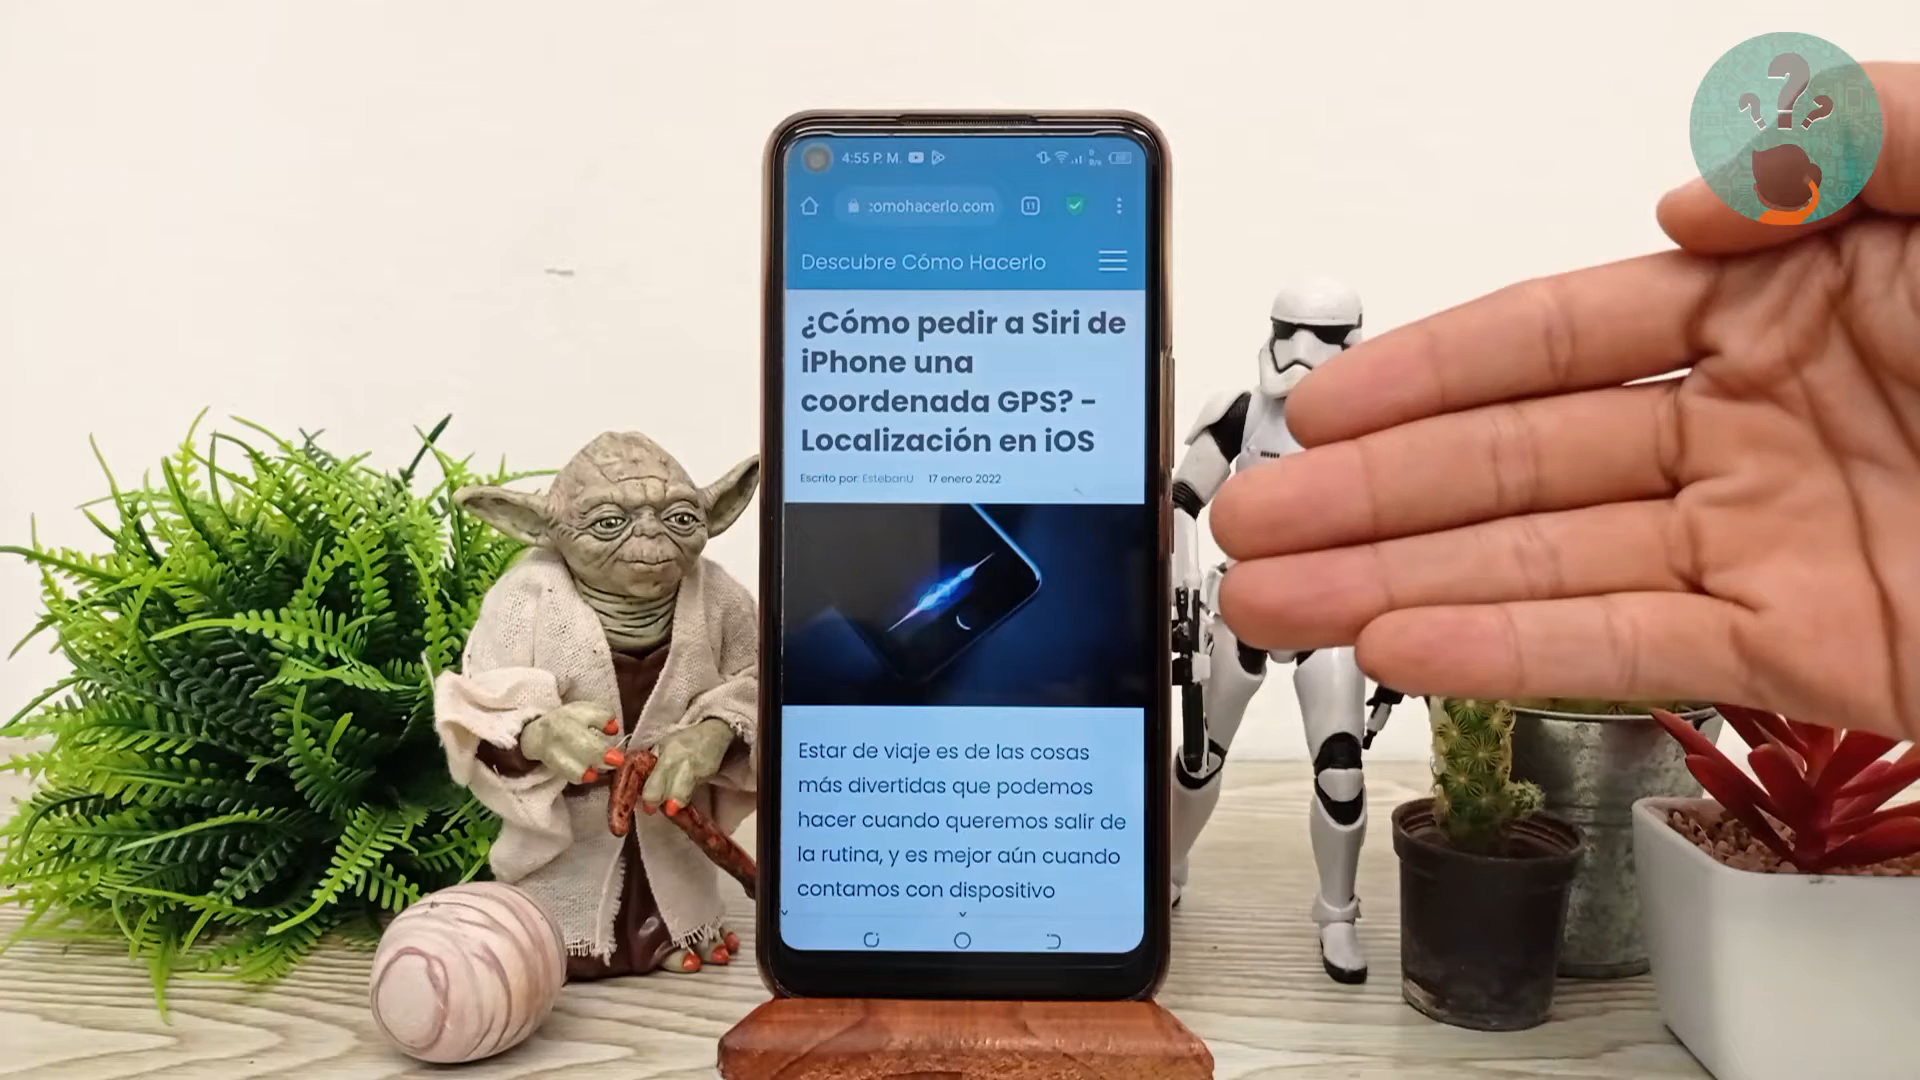 4:55 P. M.
:omohacerlo.com
11
Descubre Cómo Hacerlo
¿Cómo pedir a Siri de
iPhone una
coordenada GPS? -
Localización en iOS
Escrito por: EstebanU 17 enero 2022
Estar de viaje es de las cosas
más divertidas que podemos
hacer cuando queremos salir de
la rutina, y es mejor aún cuando
contamos con dispositivo